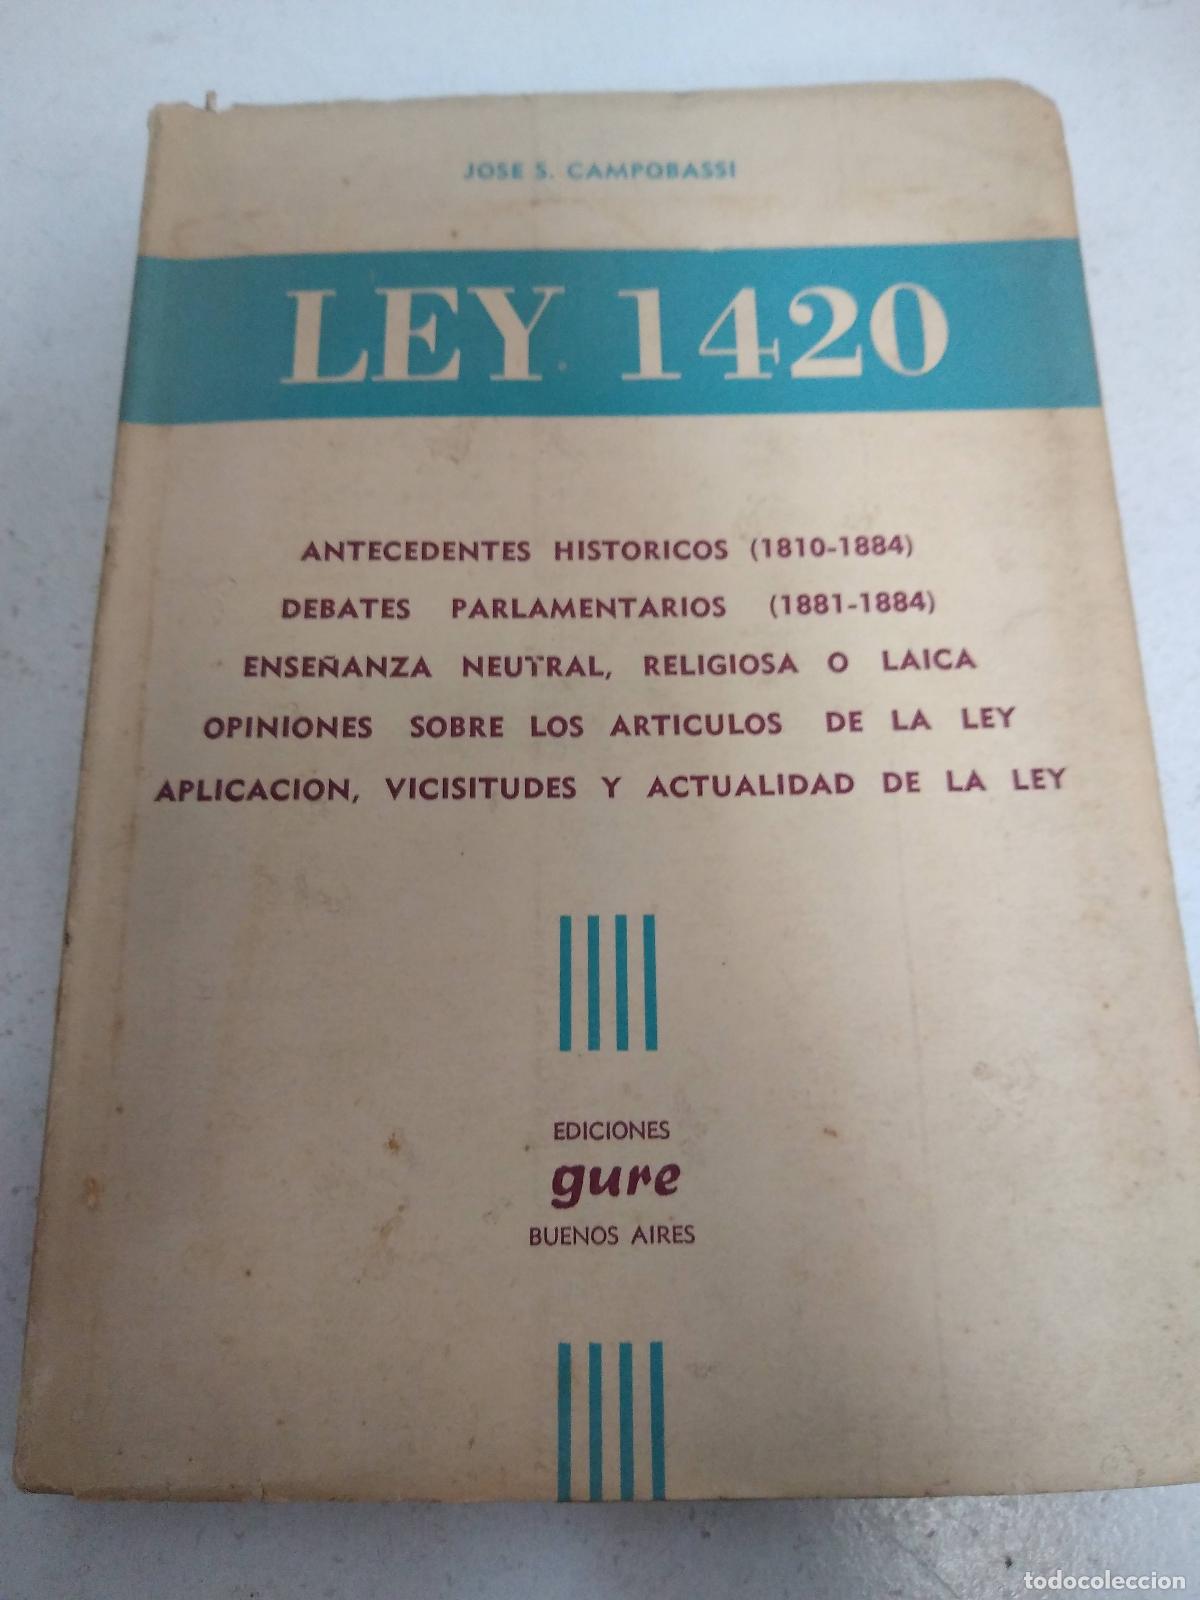 JOSE S. CAMPOBASSI
LEY. 1420
ANTECEDENTES HISTORICOS (1810-1884)
DEBATES PARLAMENTARIOS (1881-1884)
ENSEÑANZA NEUTRAL, RELIGIOSA O LAICA
OPINIONES SOBRE LOS ARTICULOS DE LA LEY
APLICACION, VICISITUDES Y ACTUALIDAD DE LA LEY
EDICIONES
gure
BUENOS AIRES
todocoleccion